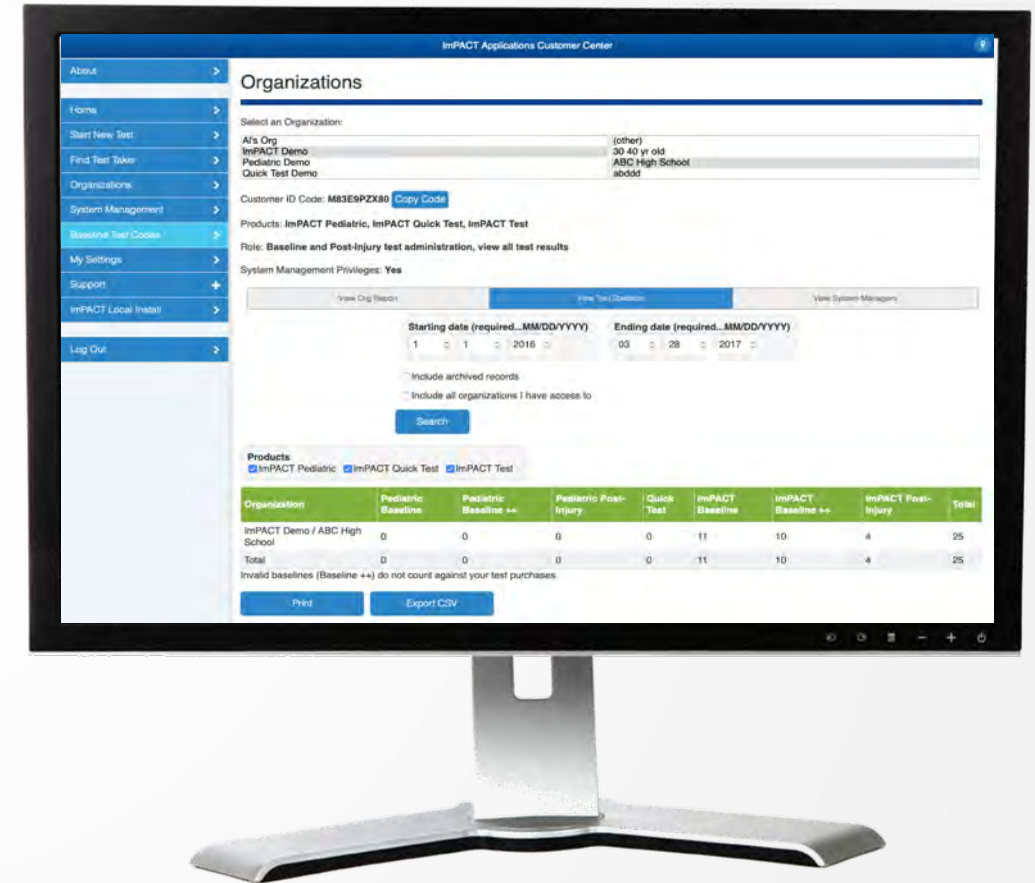 ImPACT Applications Customer Center
About
Home
Start New Test
Find Test Taker
Organizations
System Management
Baseline Test Codes
My Settings
Support
ImPACT Local Install
Log Out
Organizations
Select an Organization:
Al's Org
ImPACT Demo
Pediatric Demo
Quick Test Demo
(other)
30 40 yr old
ABC High School
abddd
Customer ID Code: M83E9PZX80 Copy Code
Products: ImPACT Pediatric, ImPACT Quick Test, ImPACT Test
Role: Baseline and Post-Injury test administration, view all test results
System Management Privileges: Yes
View Org Report View Test Statistics View System Managers
Starting date (required...MM/DD/YYYY) Ending date (required...MM/DD/YYYY)
1 1 2016 03 28 2017
Include archived records
Include all organizations I have access to
Search
Products
ImPACT Pediatric ImPACT Quick Test ImPACT Test
Organization Pediatric Baseline Pediatric Baseline ++ Pediatric Post-Injury Quick Test ImPACT Baseline ImPACT Baseline ++ ImPACT Post-Injury Total
ImPACT Demo / ABC High School 0 0 0 0 11 10 4 25
Total 0 0 0 0 11 10 4 25
Invalid baselines (Baseline ++) do not count against your test purchases.
Print Export CSV